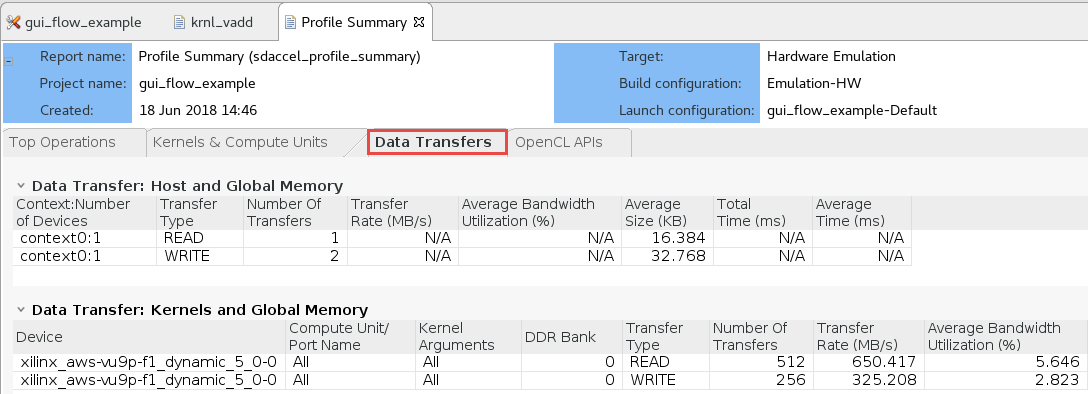 gui_flow_example krnl_vadd Profile Summary
Report name: Profile Summary (sdaccel_profile_summary) Target: Hardware Emulation
Project name: gui_flow_example Build configuration: Emulation-HW
Created: 18 Jun 2018 14:46 Launch configuration: gui_flow_example-Default
Top Operations Kernels & Compute Units Data Transfers OpenCL APIs
Data Transfer: Host and Global Memory
Context:Number Transfer Number Of Transfer Average Bandwidth Average Total Average
of Devices Type Transfers Rate (MB/s) Utilization (%) Size (KB) Time (ms) Time (ms)
context0:1 READ 1 N/A N/A 16.384 N/A N/A
context0:1 WRITE 2 N/A N/A 32.768 N/A N/A
Data Transfer: Kernels and Global Memory
Device Compute Unit/ Kernel DDR Bank Transfer Number Of Transfer Average Bandwidth
Port Name Arguments Type Transfers Rate (MB/s) Utilization (%)
xilinx_aws-vu9p-f1_dynamic_5_0-0 All All 0 READ 512 650.417 5.646
xilinx_aws-vu9p-f1_dynamic_5_0-0 All All 0 WRITE 256 325.208 2.823